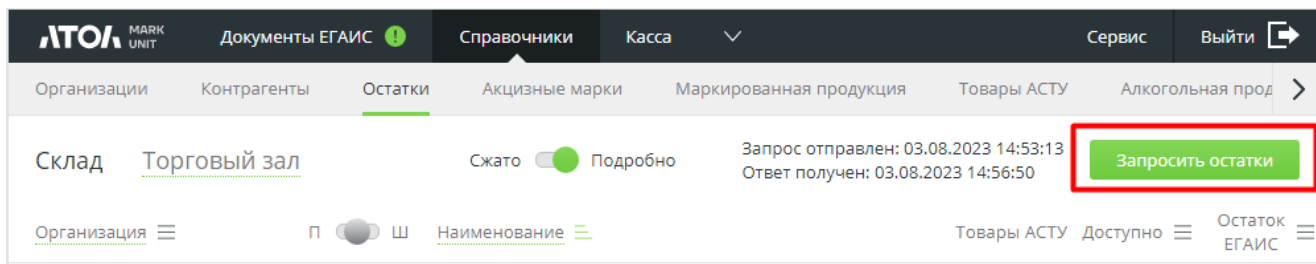 АТОЛ MARK UNIT Документы ЕГАИС ! Справочники Касса Сервис Выйти
Организации Контрагенты Остатки Акцизные марки Маркированная продукция Товары АСТУ Алкогольная прод
Склад Торговый зал Сжато Подробно Запрос отправлен: 03.08.2023 14:53:13 Запросить остатки
Ответ получен: 03.08.2023 14:56:50
Организация П Ш Наименование Товары АСТУ Доступно Остаток ЕГАИС